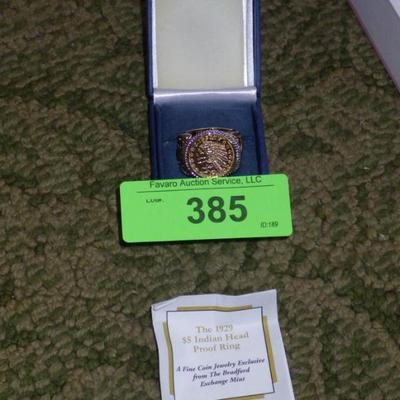 Favaro Auction Service, LLC
385
ID:189
The 1929
$5 Indian Head
Proof Ring
A Fine Coin Jewelry Exclusive
from The Bradford
Exchange Mint